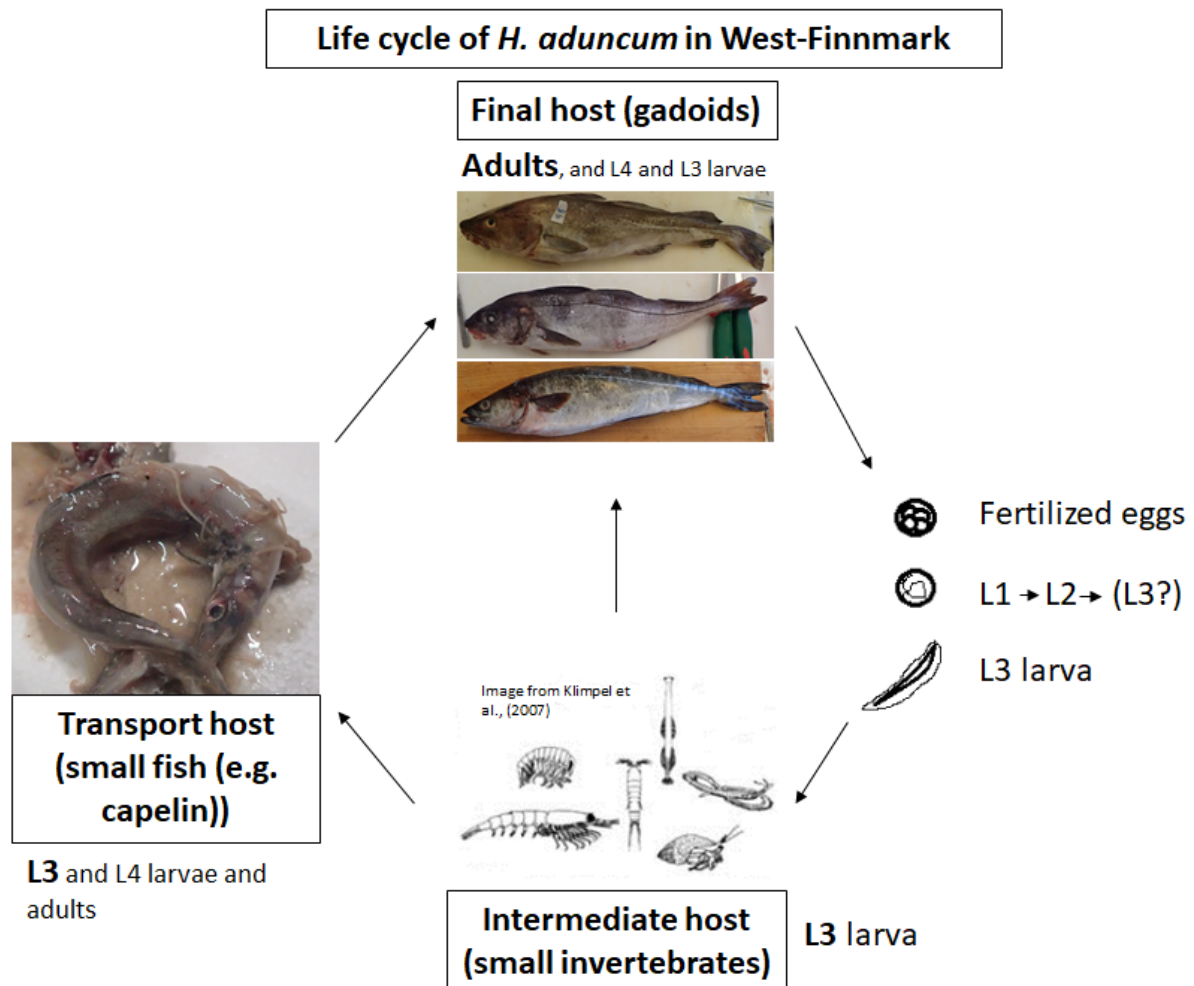 Life cycle of H. aduncum in West-Finnmark
Final host (gadoids)
Adults, and L4 and L3 larvae
Fertilized eggs
L1 → L2 → (L3?)
L3 larva
Image from Klimpel et
al., (2007)
Transport host
(small fish (e.g.
capelin))
L3 and L4 larvae and
adults
Intermediate host
(small invertebrates)
L3 larva